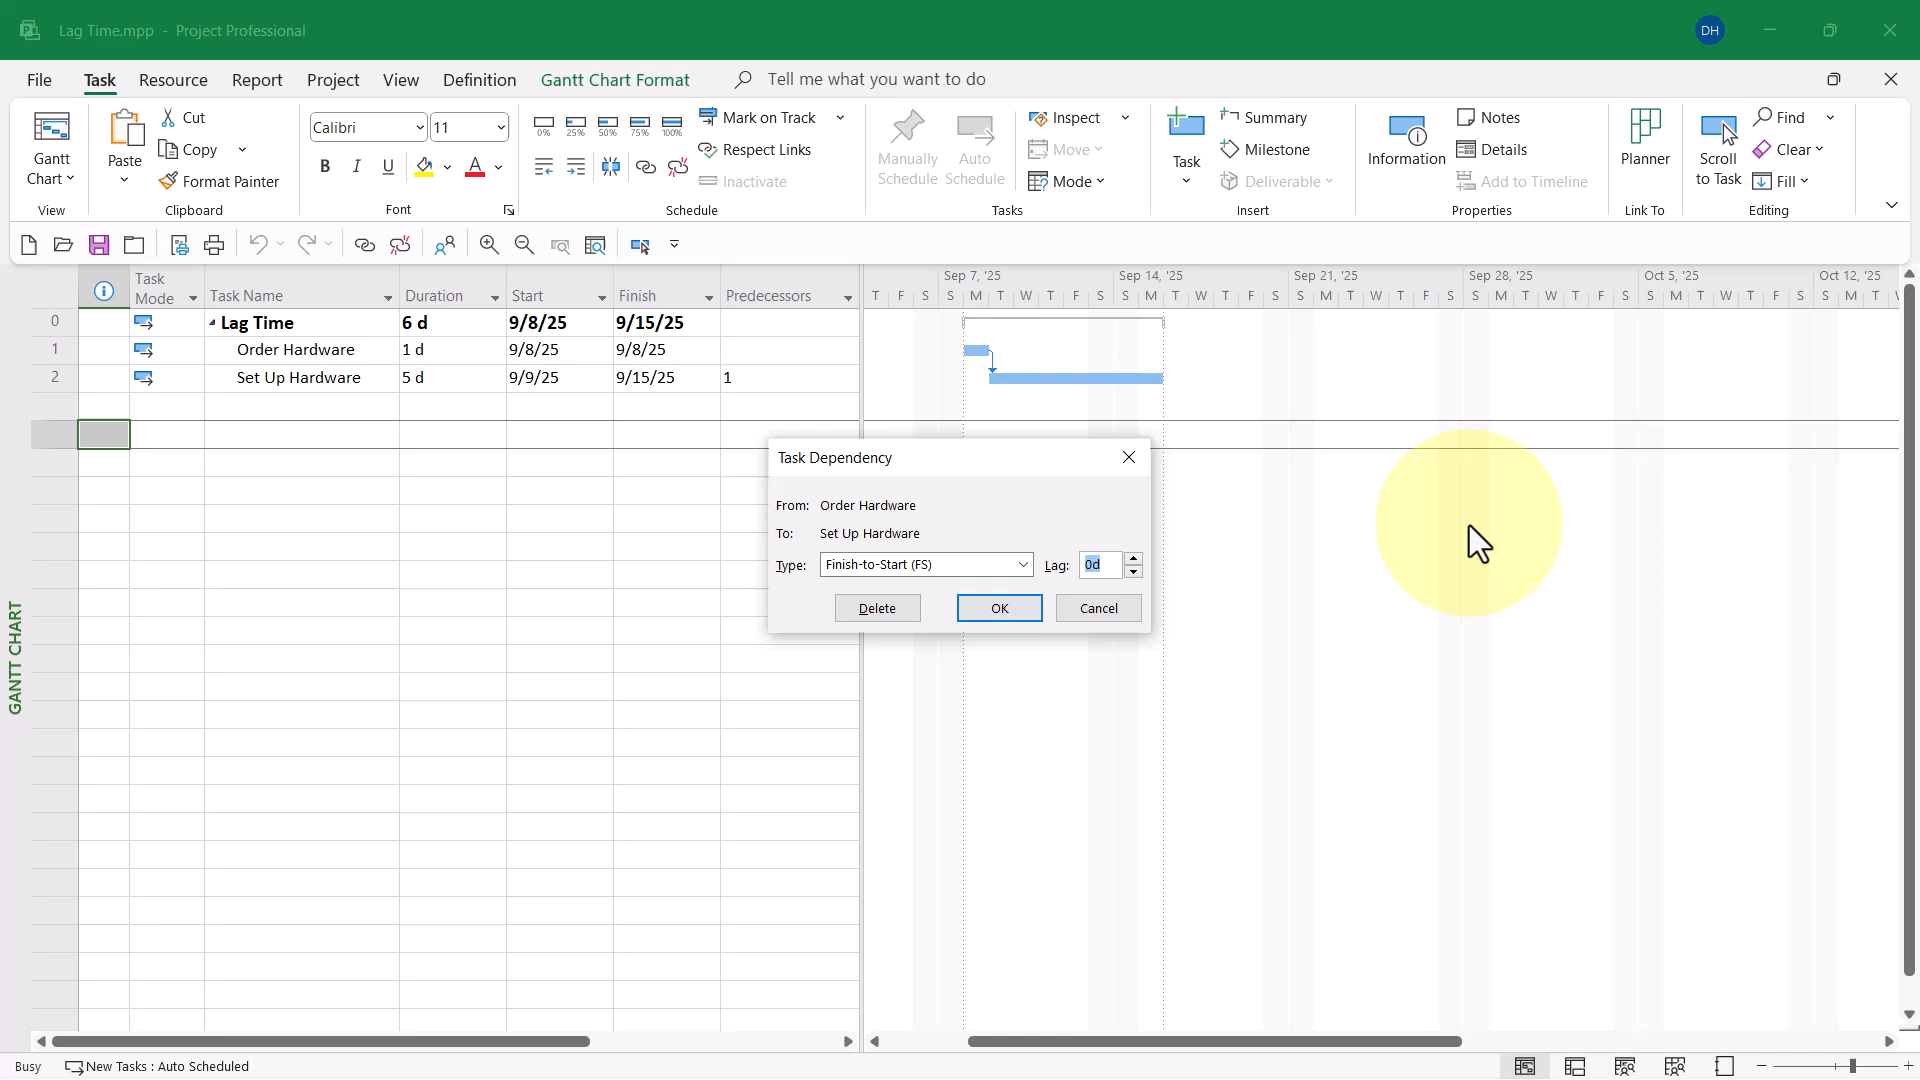 Lag Time.mpp - Project Professional
DH
File Task Resource Report Project View Definition Gantt Chart Format Tell me what you want to do
Gantt Chart
View
Paste
Cut
Copy
Format Painter
Clipboard
Calibri 11
B I U A
Font
0% 25% 50% 75% 100%
Mark on Track
Respect Links
Inactivate
Schedule
Manually Schedule
Auto Schedule
Inspect
Move
Mode
Tasks
Task
Summary
Milestone
Deliverable
Insert
Information
Notes
Details
Add to Timeline
Properties
Planner
Link To
Scroll to Task
Find
Clear
Fill
Editing
Task Mode Task Name Duration Start Finish Predecessors
Sep 7, '25 Sep 14, '25 Sep 21, '25 Sep 28, '25 Oct 5, '25 Oct 12, '25
T F S S M T W T F S S M T W T F S S M T W T F S S M T W T F S S M T W T F S S M T
0 Lag Time 6 d 9/8/25 9/15/25
1 Order Hardware 1 d 9/8/25 9/8/25
2 Set Up Hardware 5 d 9/9/25 9/15/25 1
Task Dependency
From: Order Hardware
To: Set Up Hardware
Type: Finish-to-Start (FS) Lag: 0d
Delete OK Cancel
GANTT CHART
Busy New Tasks : Auto Scheduled